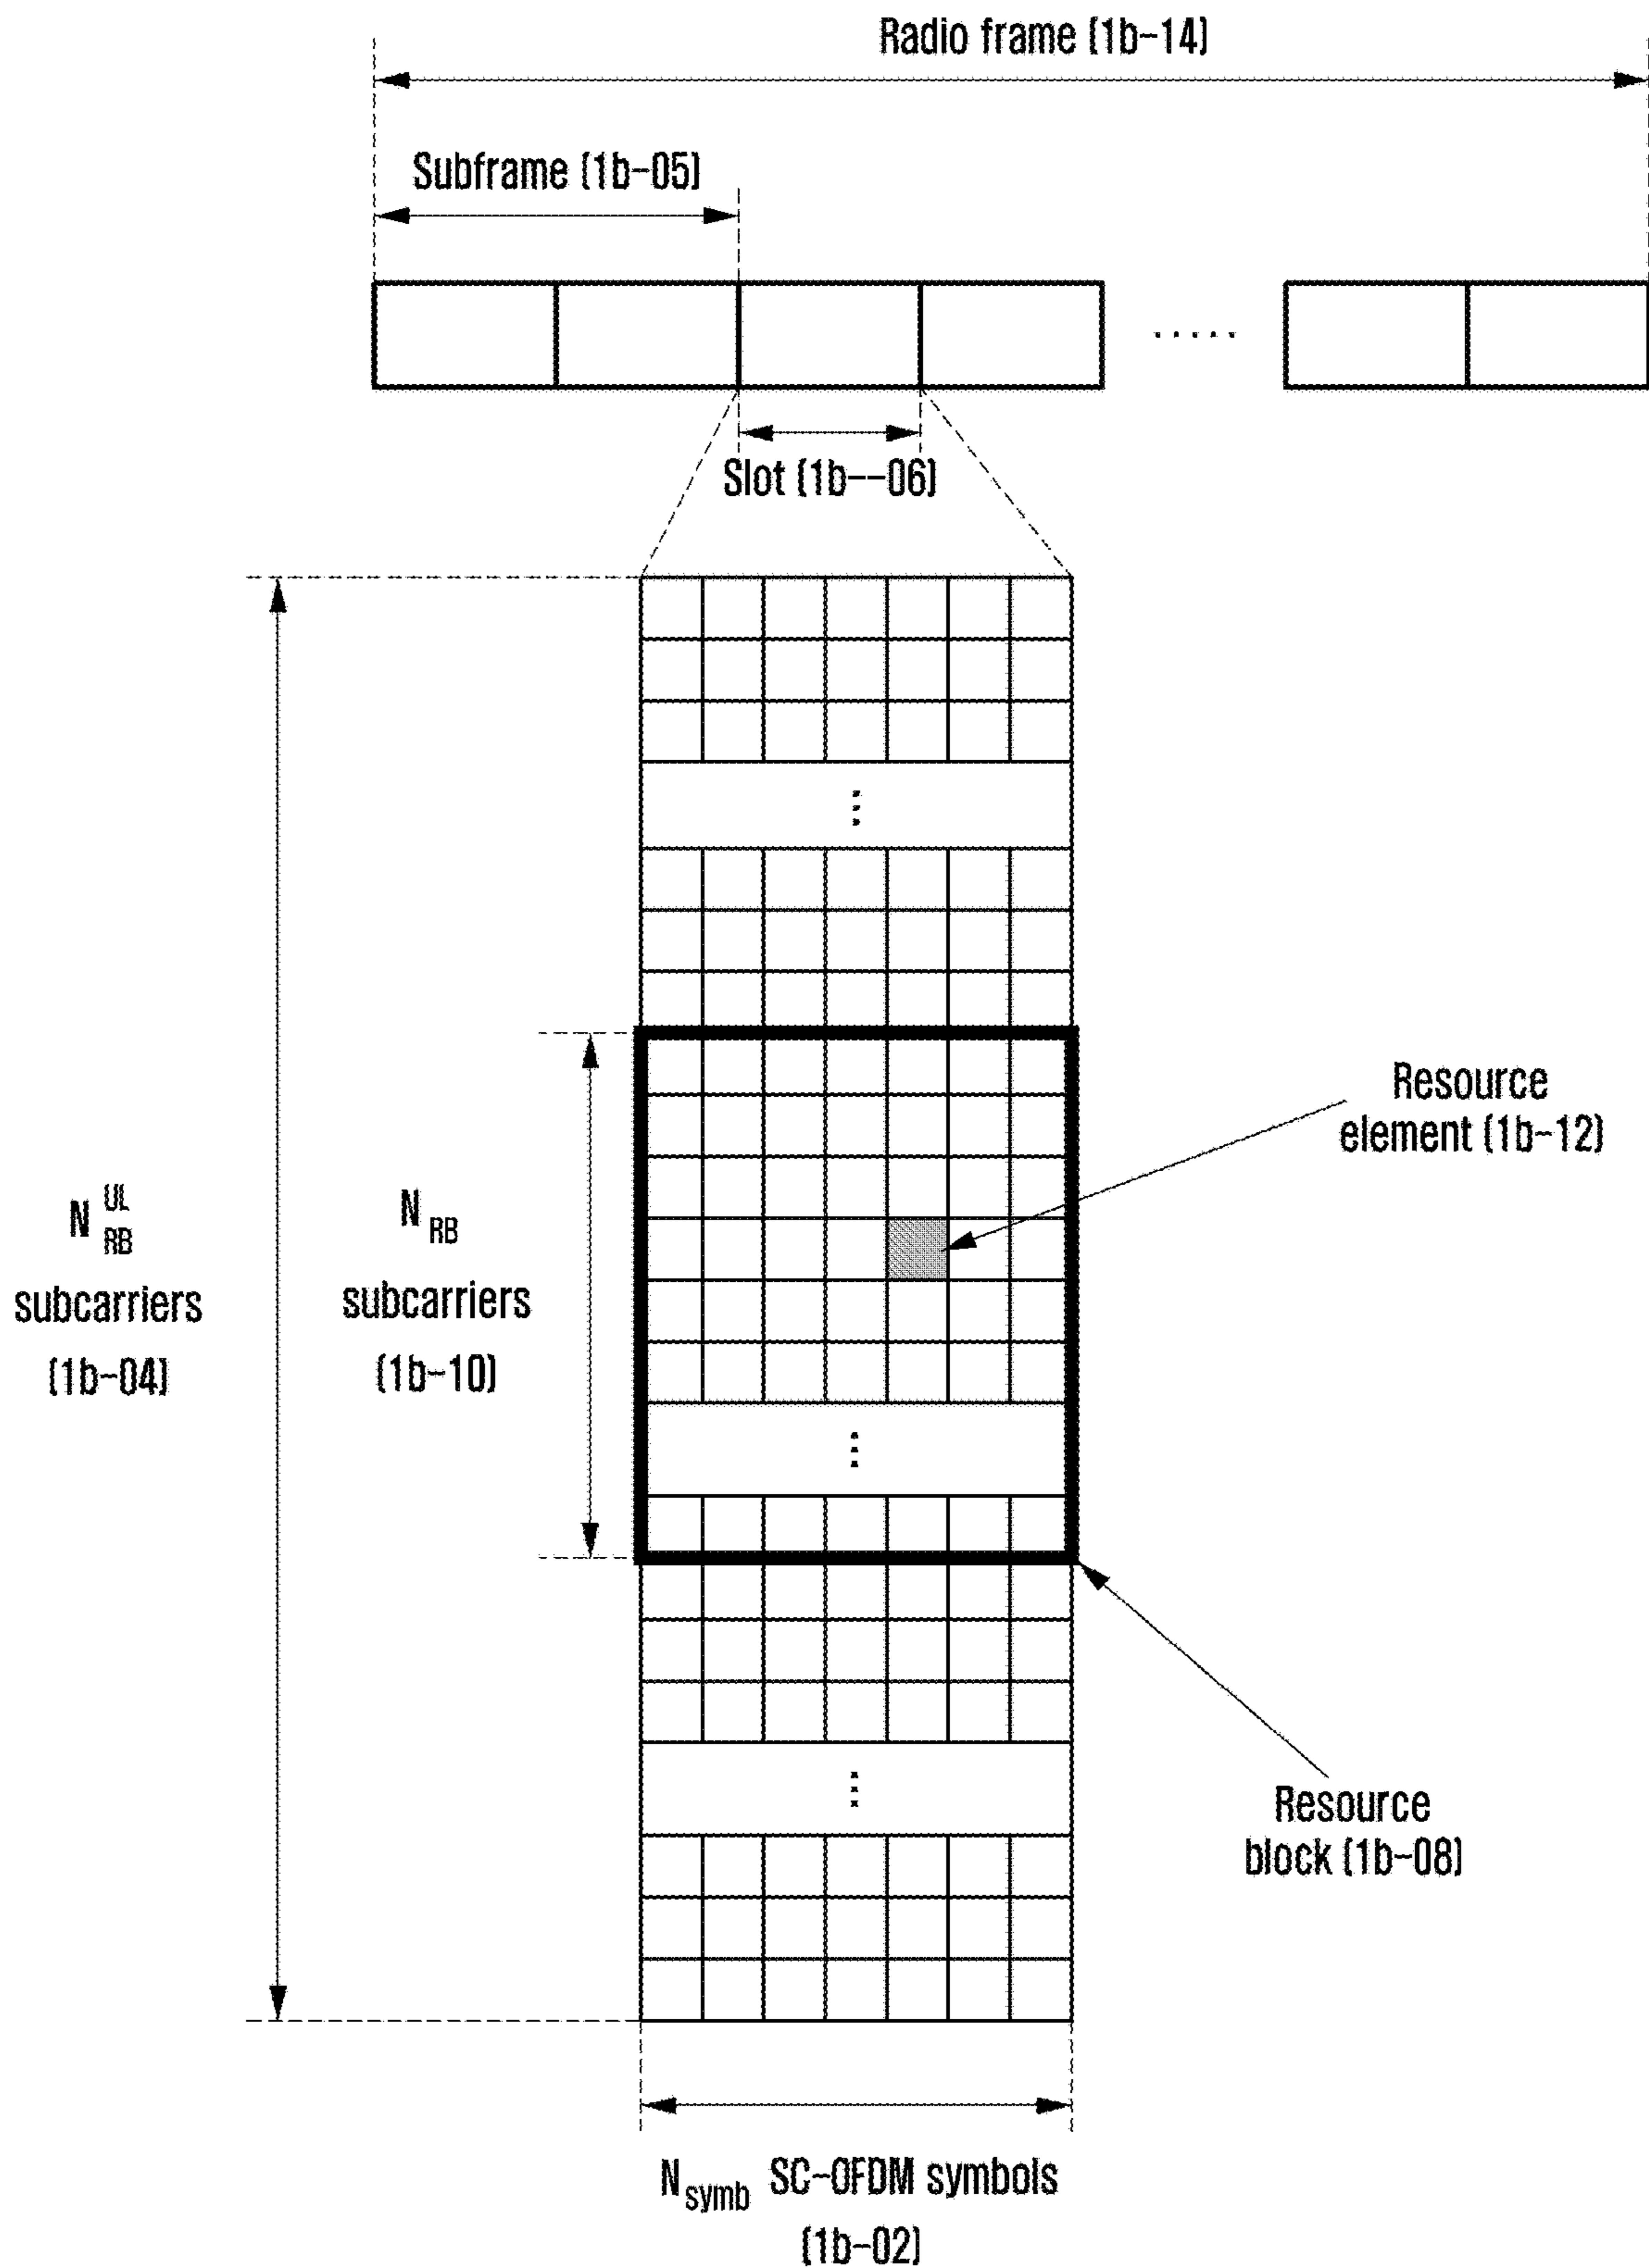 Radio frame (1b-14)
Subframe (1b-05)
.....
Slot (1b--06)
Resource
element (1b-12)
N UL RB
subcarriers
(1b-04)
N RB
subcarriers
(1b-10)
Resource
block (1b-08)
N symb SC-OFDM symbols
(1b-02)